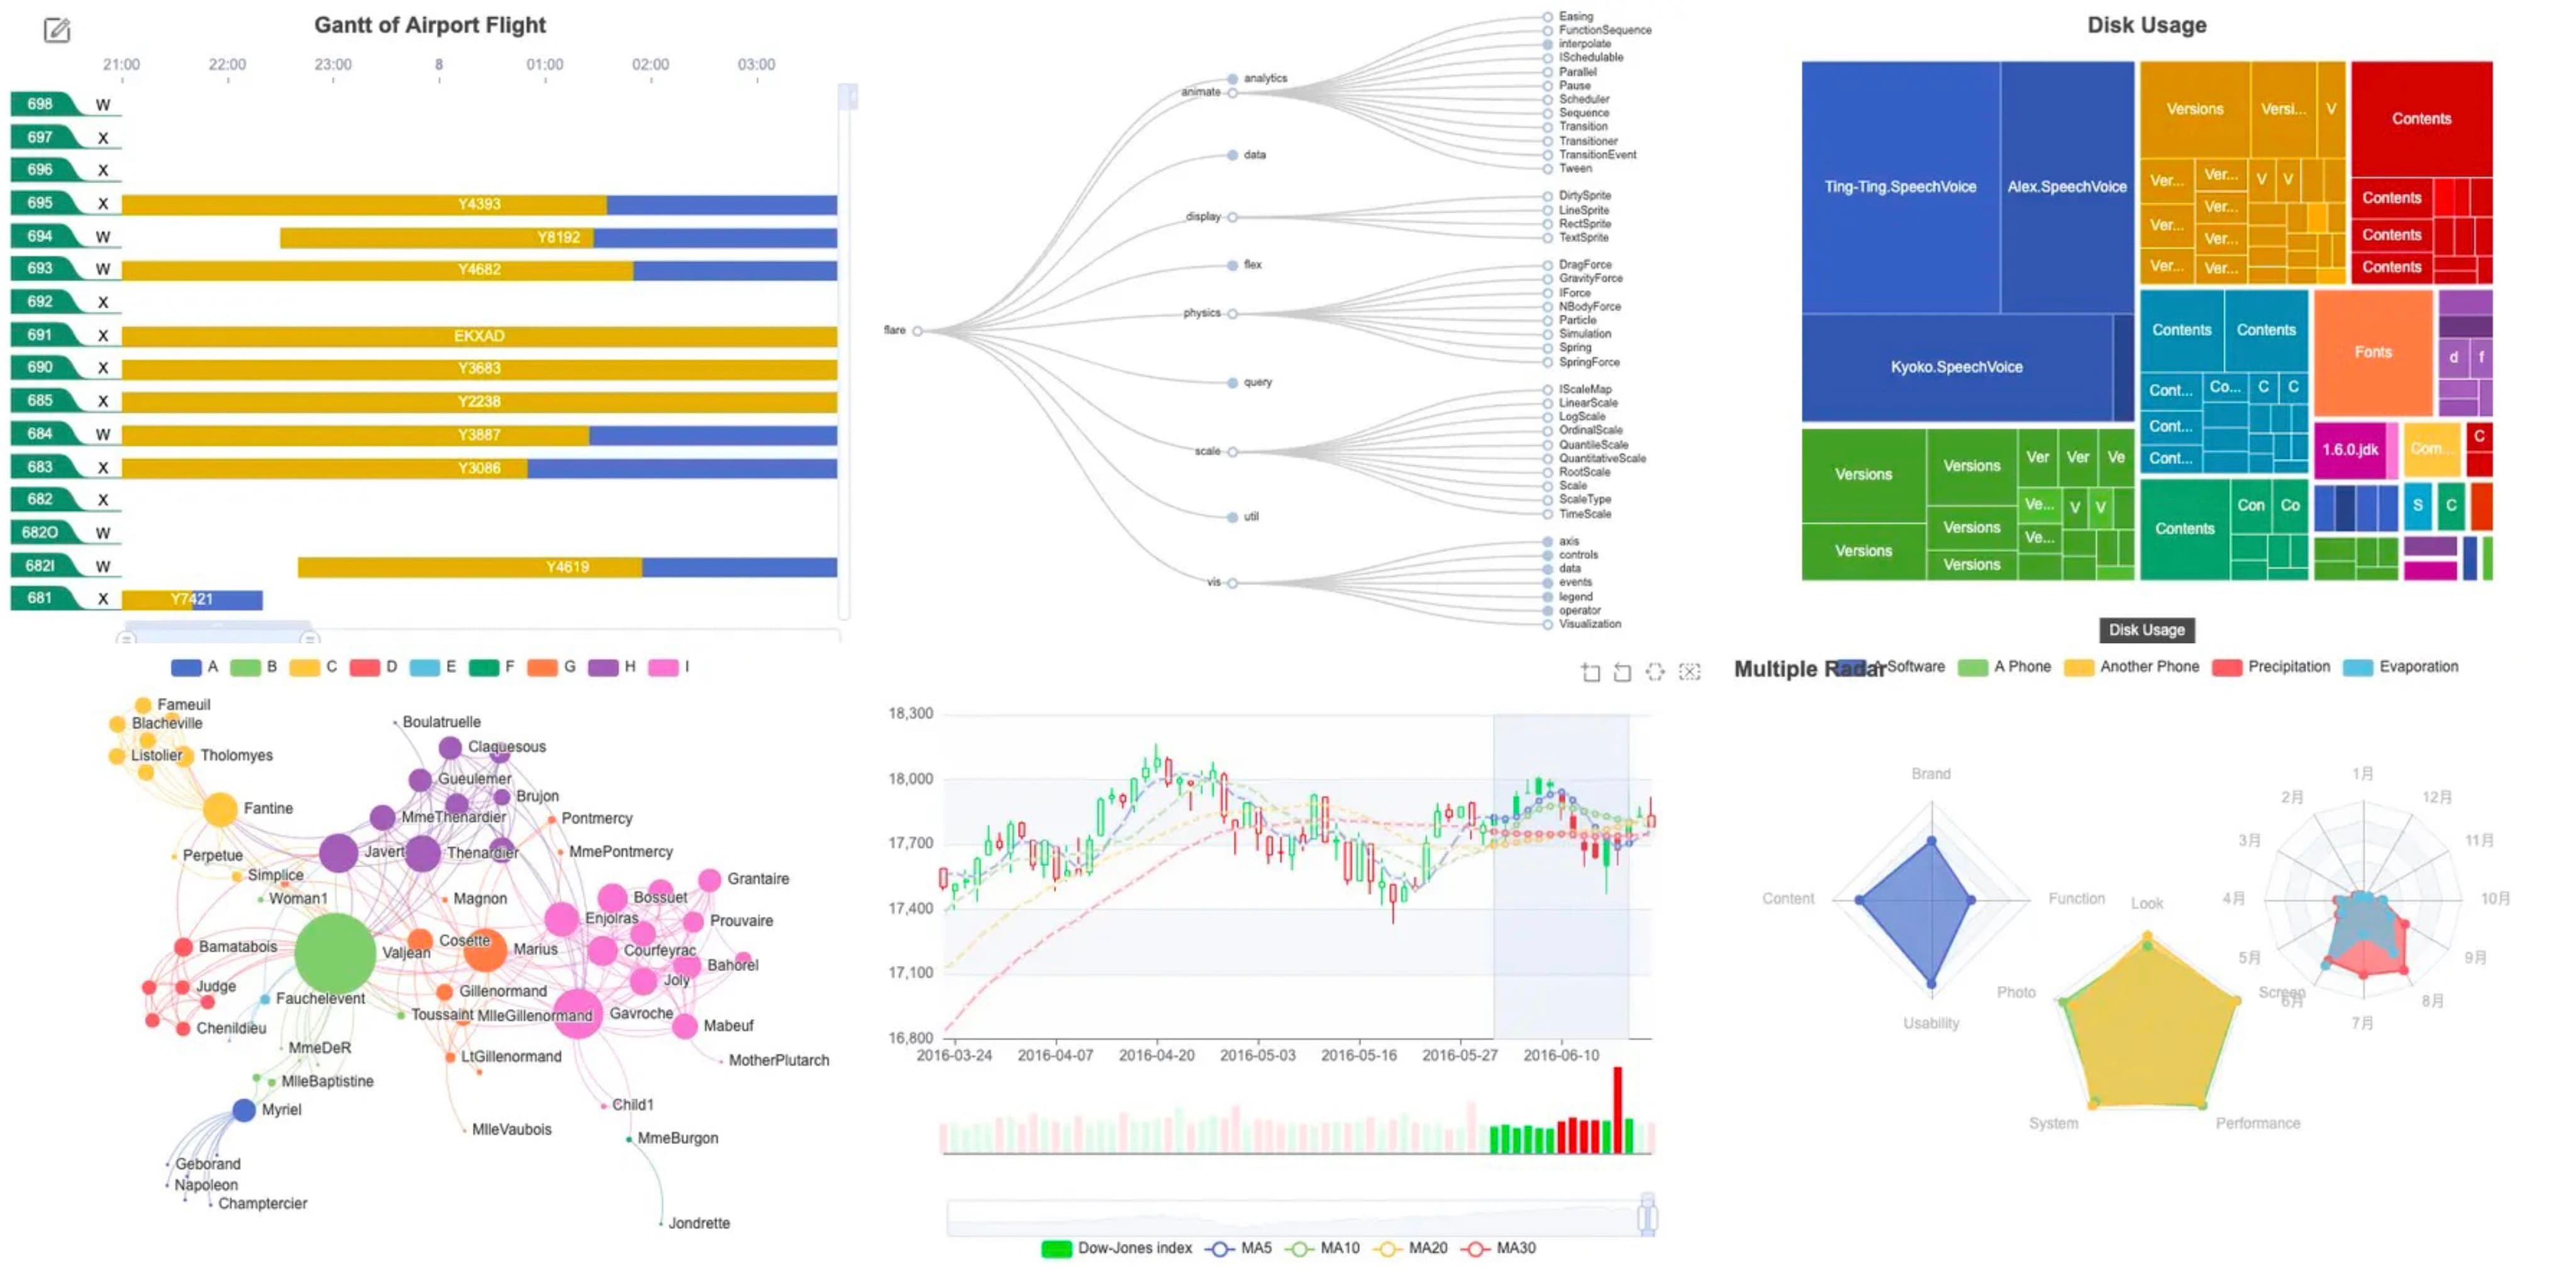 Gantt of Airport Flight
21:00 22:00 23:00 8 01:00 02:00 03:00
698 W
697 X
696 X
695 X Y4393
694 W Y8192
693 W Y4682
692 X
691 X EKXAD
690 X Y3683
685 X Y2238
684 W Y3887
683 X Y3086
682 X
682O W
682I W Y4619
681 X Y7421
flare
analytics
animate
data
display
flex
physics
query
scale
util
vis
Easing
FunctionSequence
interpolate
ISchedulable
Parallel
Pause
Scheduler
Sequence
Transition
Transitioner
TransitionEvent
Tween
DirtySprite
LineSprite
RectSprite
TextSprite
DragForce
GravityForce
IForce
NBodyForce
Particle
Simulation
Spring
SpringForce
IScaleMap
LinearScale
LogScale
OrdinalScale
QuantileScale
QuantitativeScale
RootScale
Scale
ScaleType
TimeScale
axis
controls
data
events
legend
operator
Visualization
Disk Usage
Ting-Ting.SpeechVoice Alex.SpeechVoice
Kyoko.SpeechVoice
Versions Versi... V
Ver... Ver... V V
Ver...
Ver... Ver...
Ver... Ver...
Contents
Contents
Contents
Contents
Versions Versions Ver Ver Ve
Ve... V V
Versions Ve...
Versions Versions
Contents Contents
Cont... Co... C C
Cont...
Cont...
Fonts
d f
1.6.0.jdk Com... C
Contents Con Co
S C
Disk Usage
A B C D E F G H I
Fameuil
Blacheville
Listolier Tholomyes
Fantine
Boulatruelle
Claquesous
Gueulemer
Brujon
MmeThenardier
Pontmercy
Javert Thenardier
MmePontmercy
Perpetue
Simplice
Woman1
Magnon
Grantaire
Bossuet
Enjolras Prouvaire
Bamatabois Valjean Cosette Marius
Courfeyrac
Bahorel
Judge
Joly
Fauchelevent Gillenormand
Toussaint MlleGillenormand Gavroche
Mabeuf
Chenildieu
MmeDeR
LtGillenormand
MotherPlutarch
MlleBaptistine
Myriel
Child1
MlleVaubois
MmeBurgon
Geborand
Napoleon
Champtercier
Jondrette
18,300
18,000
17,700
17,400
17,100
16,800
2016-03-24 2016-04-07 2016-04-20 2016-05-03 2016-05-16 2016-05-27 2016-06-10
Dow-Jones index MA5 MA10 MA20 MA30
Multiple Radar
Software A Phone Another Phone Precipitation Evaporation
Brand
Content
Usability
Function
Look
Photo
System
Performance
Screen
1月
2月
3月
4月
5月
6月
7月
8月
9月
10月
11月
12月